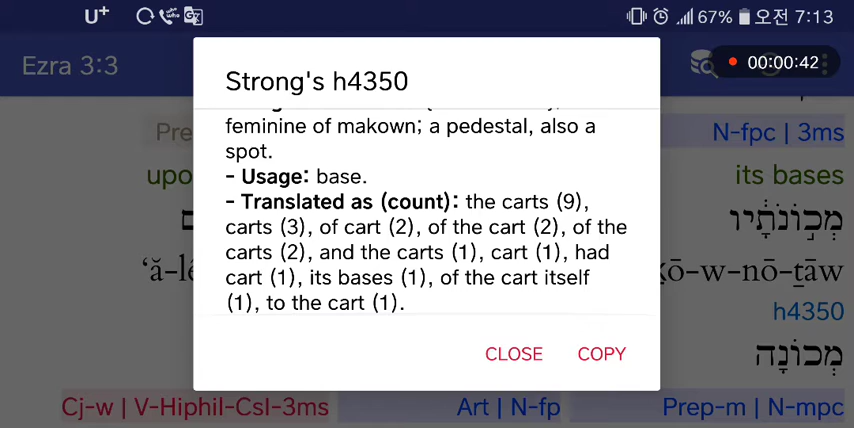 U+ 67% 오전 7:13
Ezra 3:3
00:00:42
Strong's h4350
feminine of makown; a pedestal, also a
spot.
- Usage: base.
- Translated as (count): the carts (9),
carts (3), of cart (2), of the cart (2), of the
carts (2), and the carts (1), cart (1), had
cart (1), its bases (1), of the cart itself
(1), to the cart (1).
CLOSE COPY
Pre
N-fpc | 3ms
upo
its bases
מְכ֣וֹנֹתָ֔יו
‘ă-lê
ḵō-w-nō-ṯāw
h4350
מְכוֹנָה
Cj-w | V-Hiphil-CsI-3ms
Art | N-fp
Prep-m | N-mpc